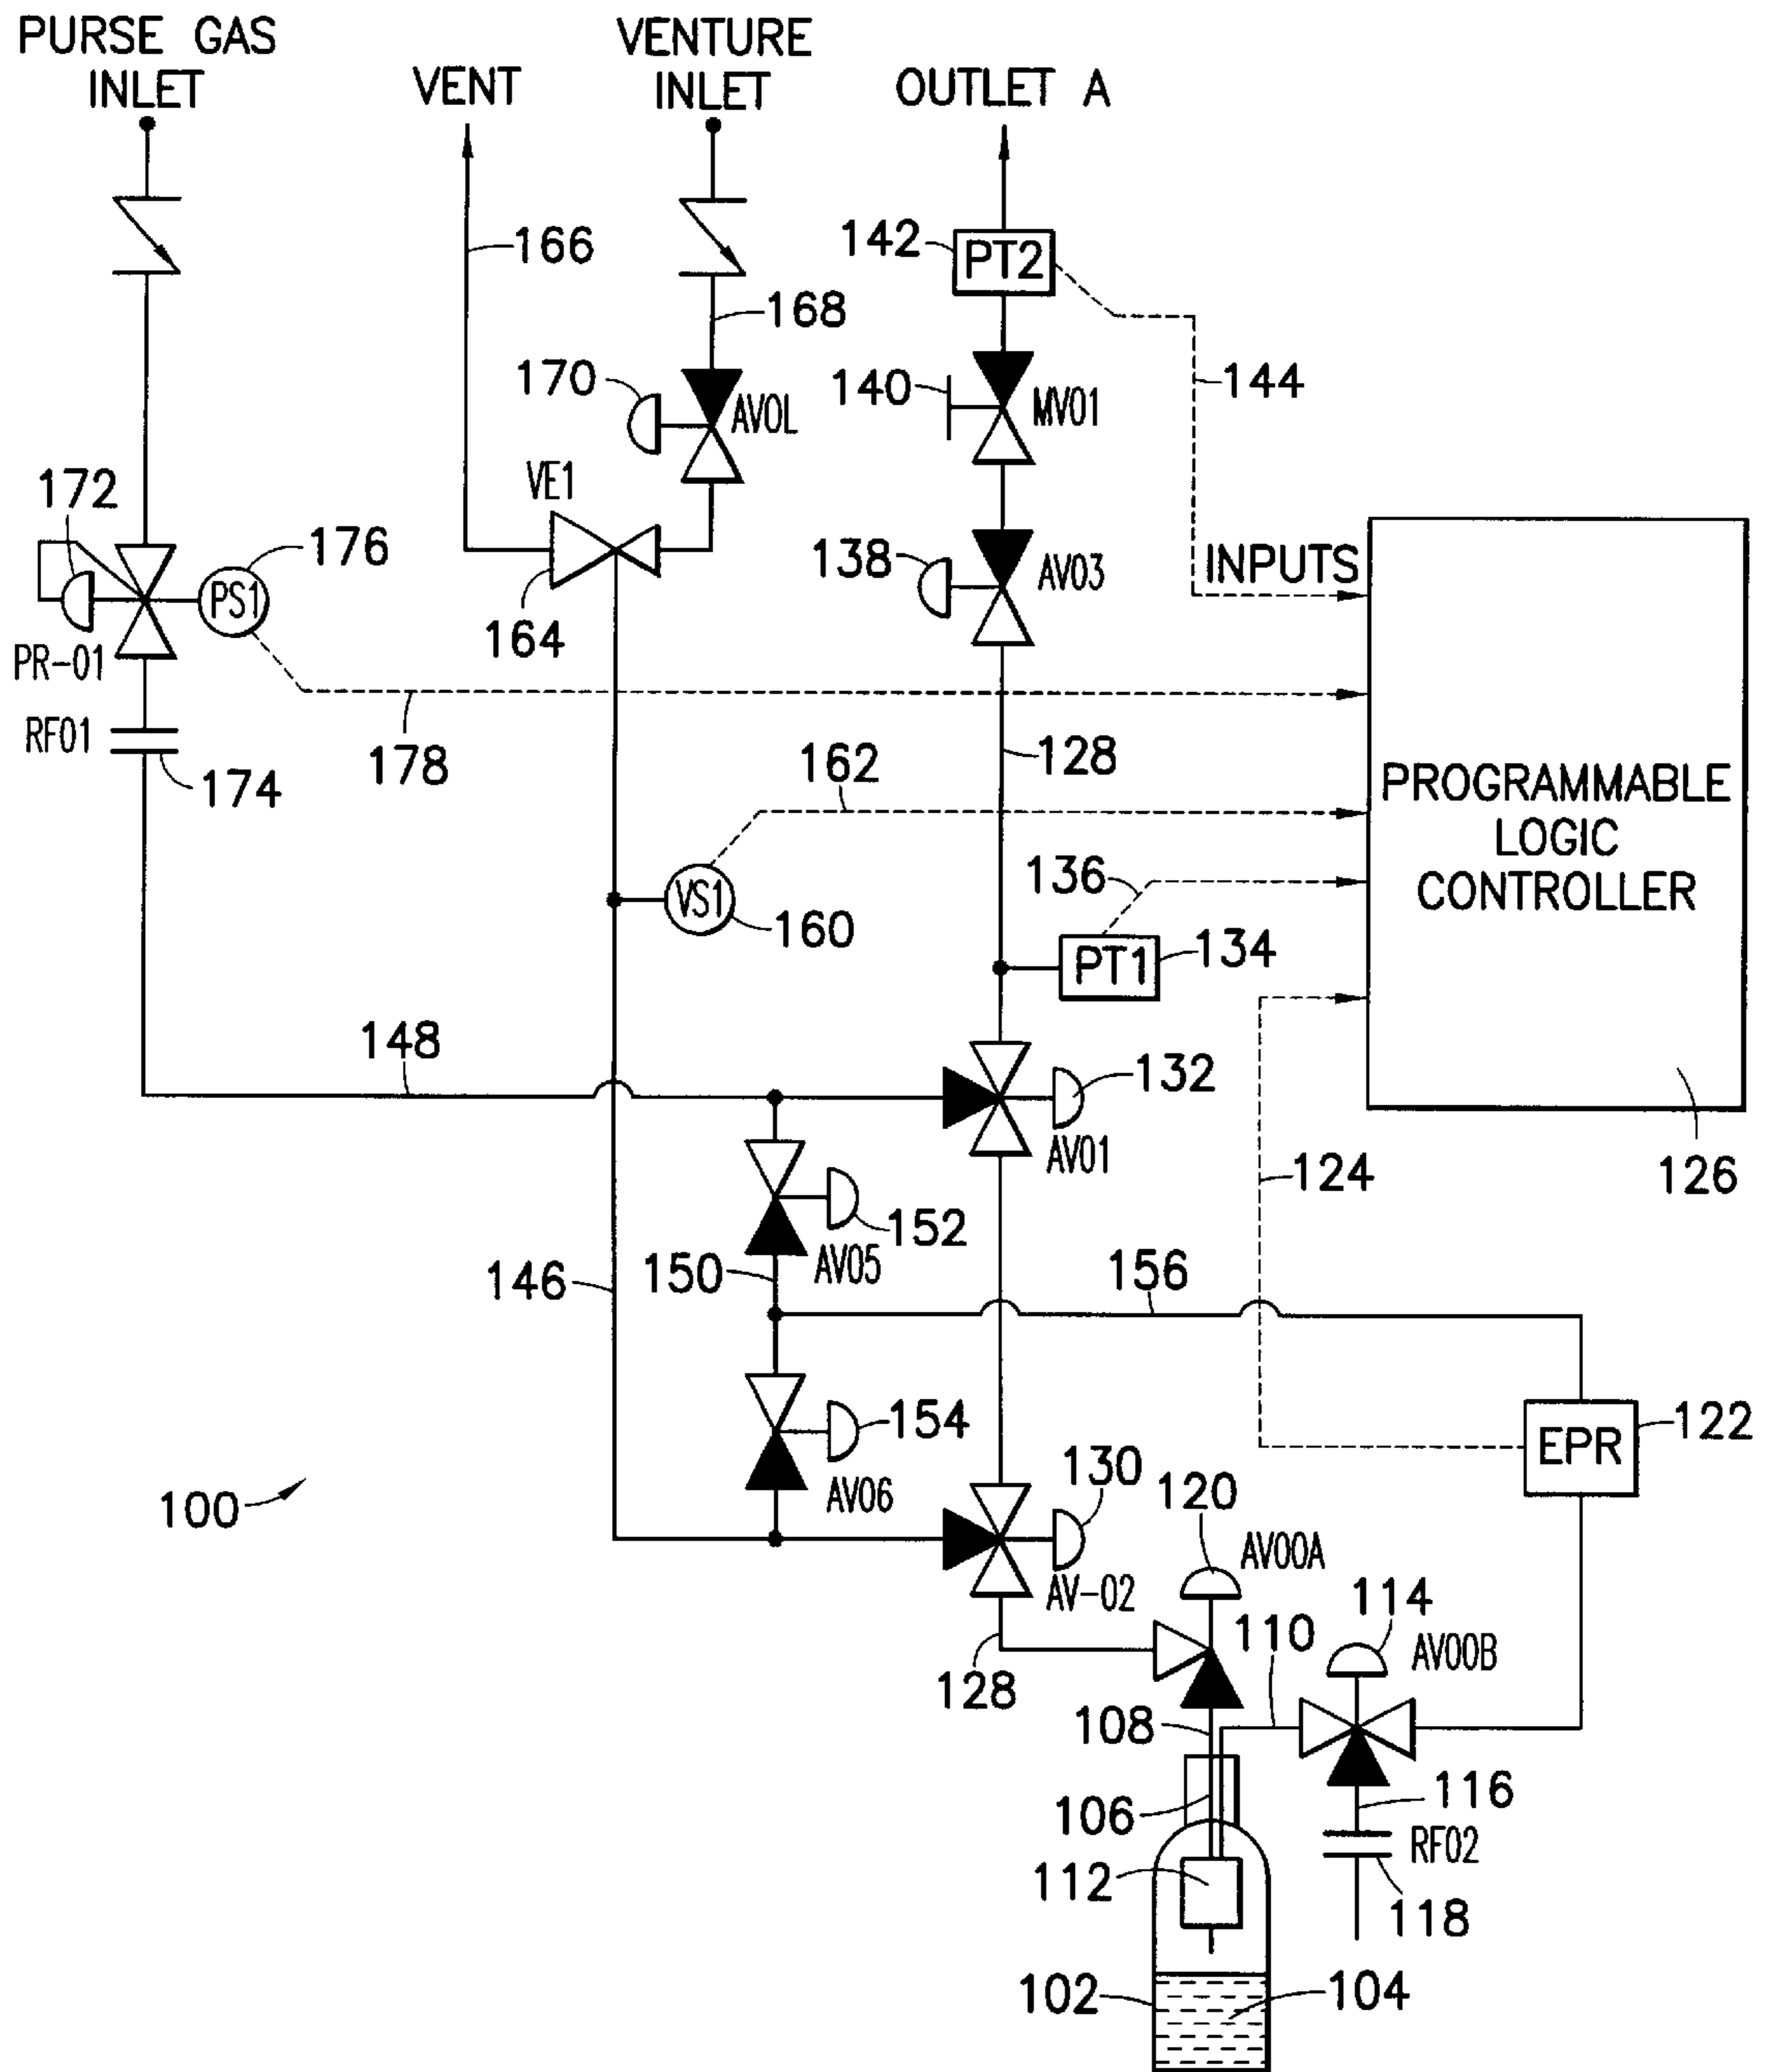 PURSE GAS
INLET
VENT
VENTURE
INLET
OUTLET A
166
142
PT2
168
170
AVOL
140
MV01
144
172
176
VE1
138
AV03
INPUTS
PS1
164
PR-01
RF01
174
178
128
162
PROGRAMMABLE
LOGIC
CONTROLLER
136
VS1
160
PT1
134
148
132
AV01
124
126
152
AV05
150
146
156
154
AV06
130
120
AV00A
EPR
122
100
AV-02
114
AV00B
110
128
108
116
106
RF02
112
118
102
104